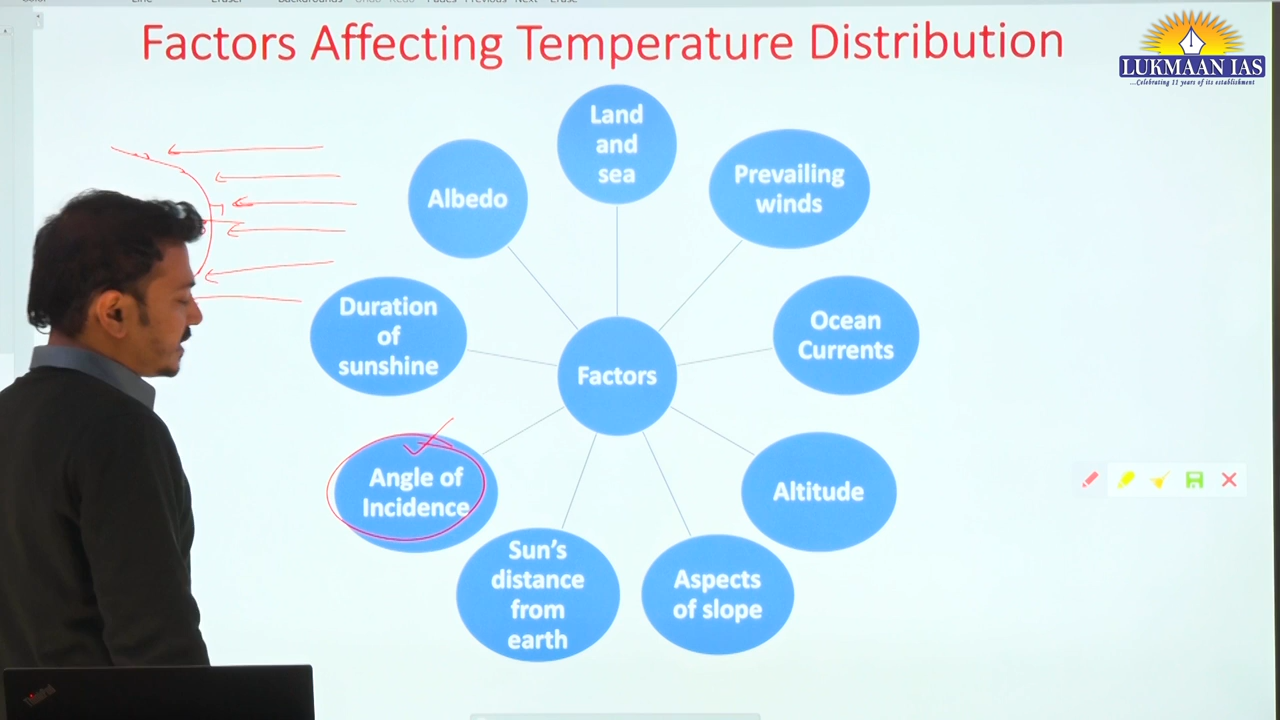 Factors Affecting Temperature Distribution
LUKMAAN IAS
...Celebrating 11 years of its establishment
Land
and
sea
Prevailing
winds
Albedo
Ocean
Currents
Duration
of
sunshine
Factors
Angle of
Incidence
Altitude
Sun's
distance
from
earth
Aspects
of slope